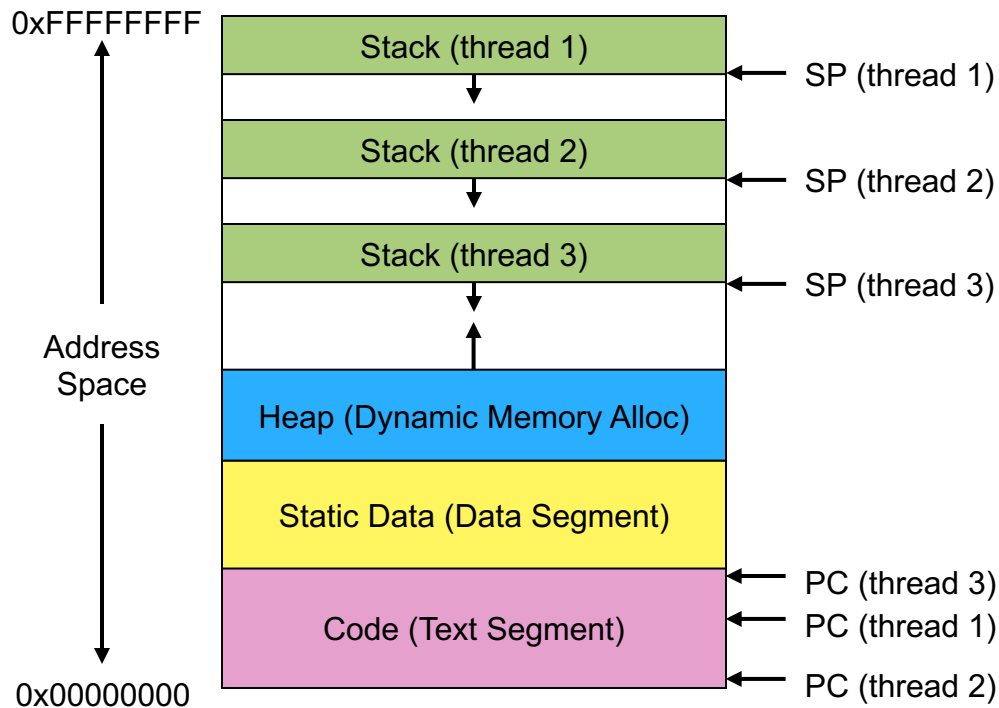 0xFFFFFFFF
Stack (thread 1)
SP (thread 1)
Stack (thread 2)
SP (thread 2)
Stack (thread 3)
SP (thread 3)
Address
Space
Heap (Dynamic Memory Alloc)
Static Data (Data Segment)
PC (thread 3)
Code (Text Segment)
PC (thread 1)
PC (thread 2)
0x00000000